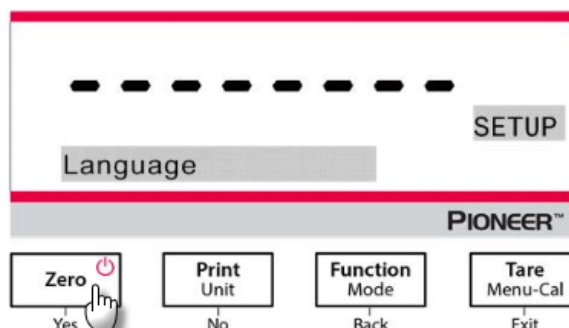 --------
SETUP
Language
PIONEER™
Zero Print Function Tare
Unit Mode Menu-Cal
Yes No Back Exit